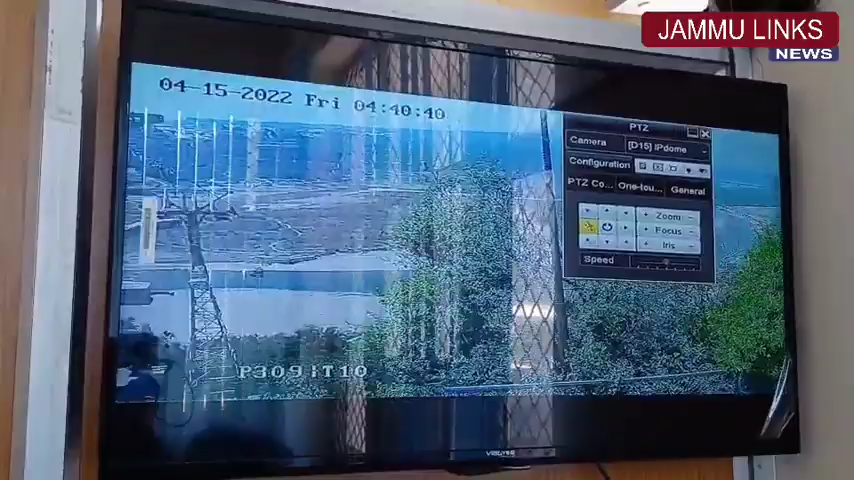 JAMMU LINKS
NEWS
04-15-2022 Fri 04:40:40
PTZ
Camera
[D15] IPdome
Configuration
PTZ Co... One-tou... General
Zoom
Focus
Iris
Speed
P309:T10